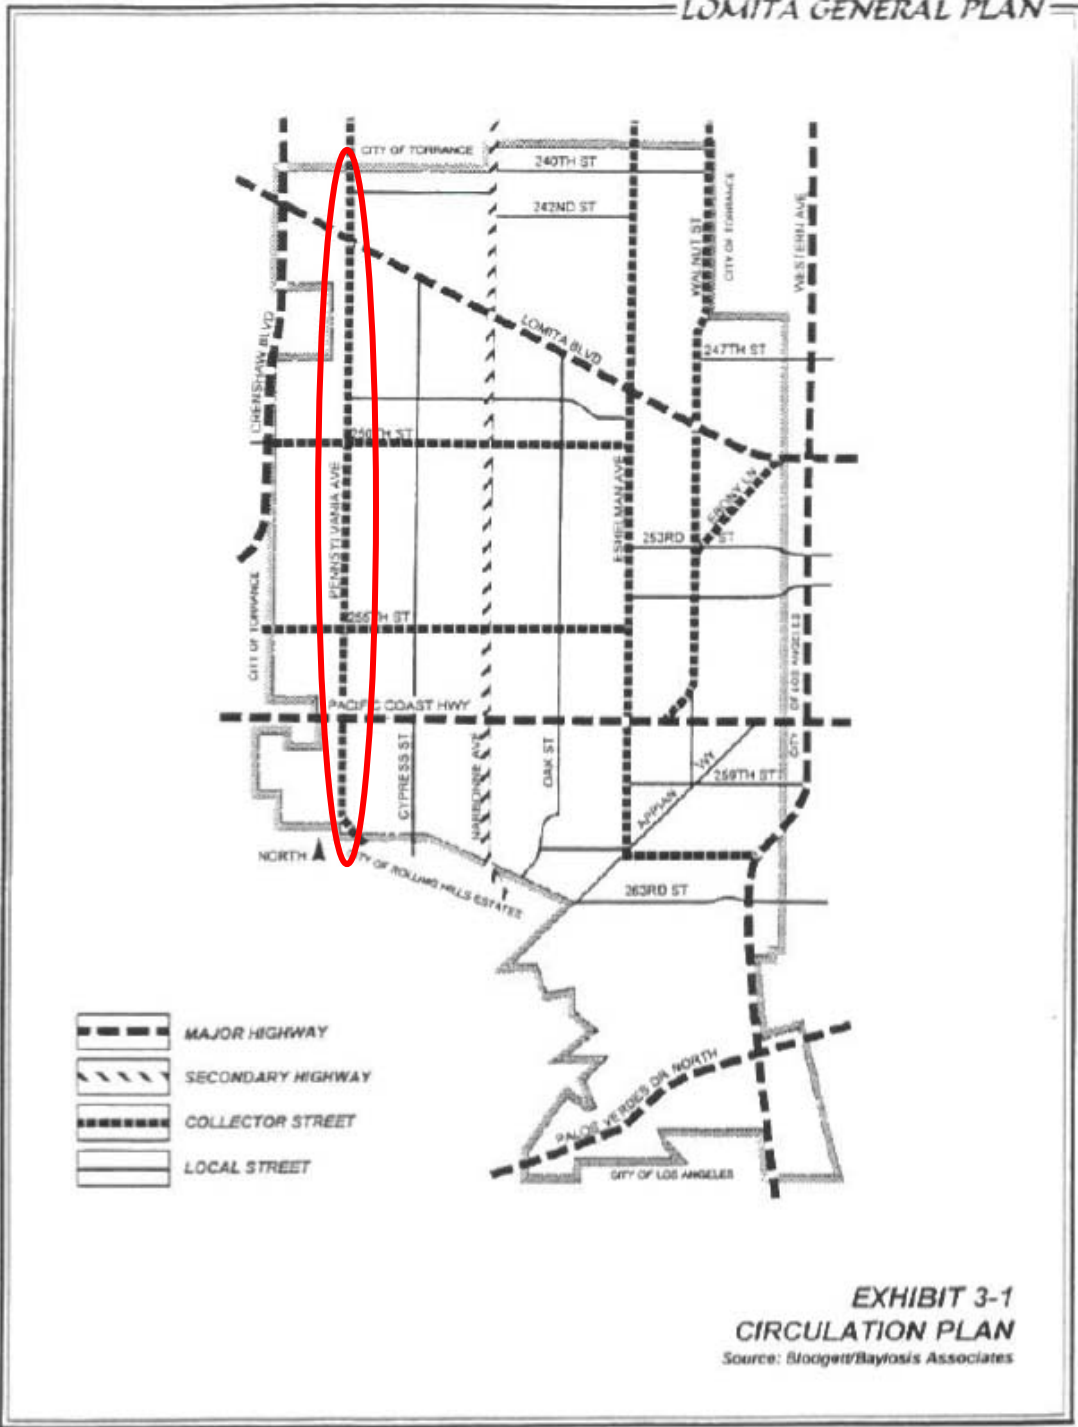 LOMITA GENERAL PLAN
CITY OF TORRANCE
240TH ST
242ND ST
WALNUT ST
CITY OF TORRANCE
WESTERN AVE
LOMITA BLVD
CRENSHAW BLVD
247TH ST
250TH ST
PENNSYLVANIA AVE
ESHELMAN AVE
EBONY LN
253RD ST
CITY OF TORRANCE
255TH ST
CITY OF LOS ANGELES
PACIFIC COAST HWY
CYPRESS ST
NARBONNE AVE
OAK ST
APPIAN WY
259TH ST
NORTH
CITY OF ROLLING HILLS ESTATES
263RD ST
PALOS VERDES DR NORTH
CITY OF LOS ANGELES
MAJOR HIGHWAY
SECONDARY HIGHWAY
COLLECTOR STREET
LOCAL STREET
EXHIBIT 3-1
CIRCULATION PLAN
Source: Blodgett/Baylosis Associates